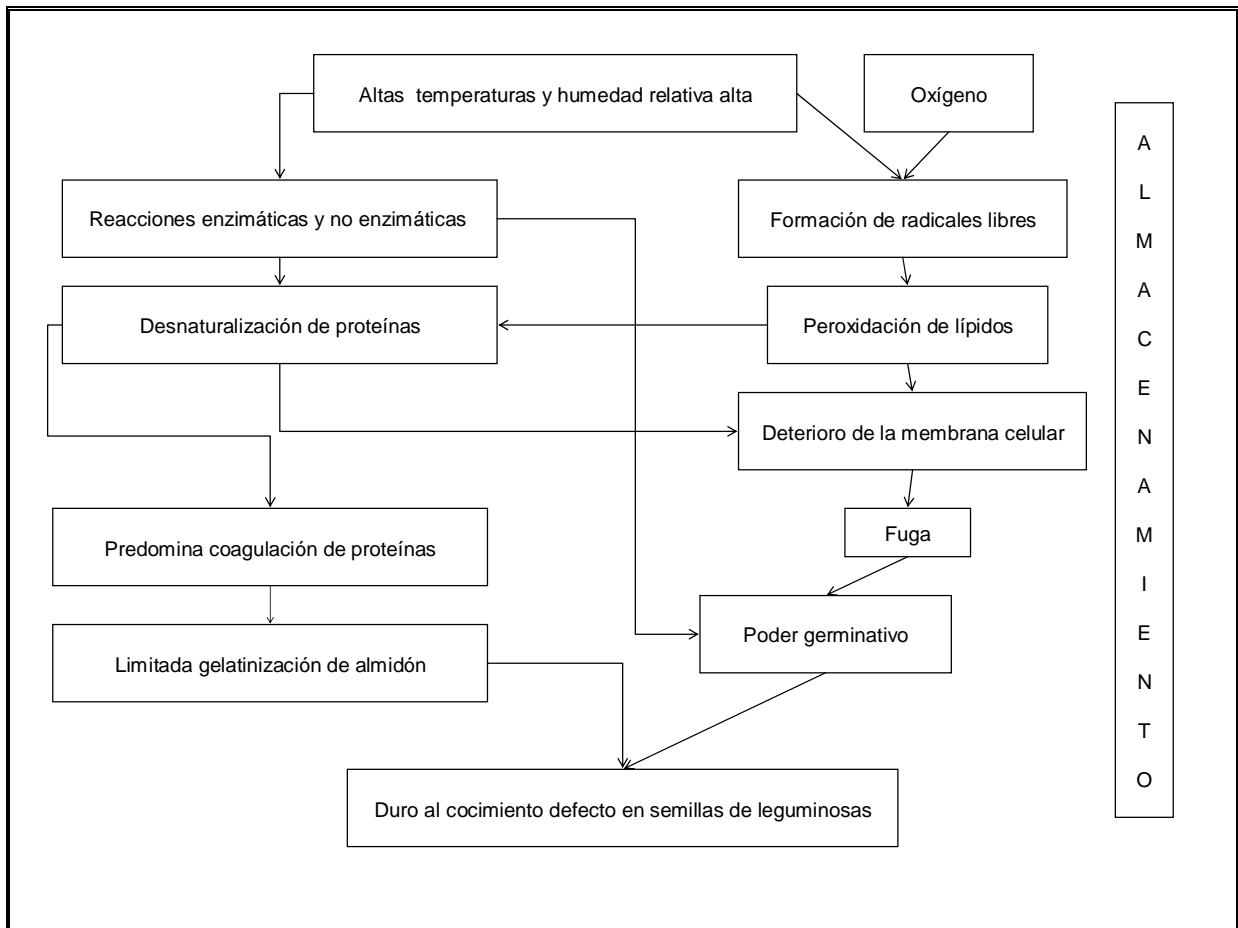 Altas temperaturas y humedad relativa alta
Oxígeno
Reacciones enzimáticas y no enzimáticas
Formación de radicales libres
Desnaturalización de proteínas
Peroxidación de lípidos
Deterioro de la membrana celular
Predomina coagulación de proteínas
Fuga
Poder germinativo
Limitada gelatinización de almidón
Duro al cocimiento defecto en semillas de leguminosas
A
L
M
A
C
E
N
A
M
I
E
N
T
O